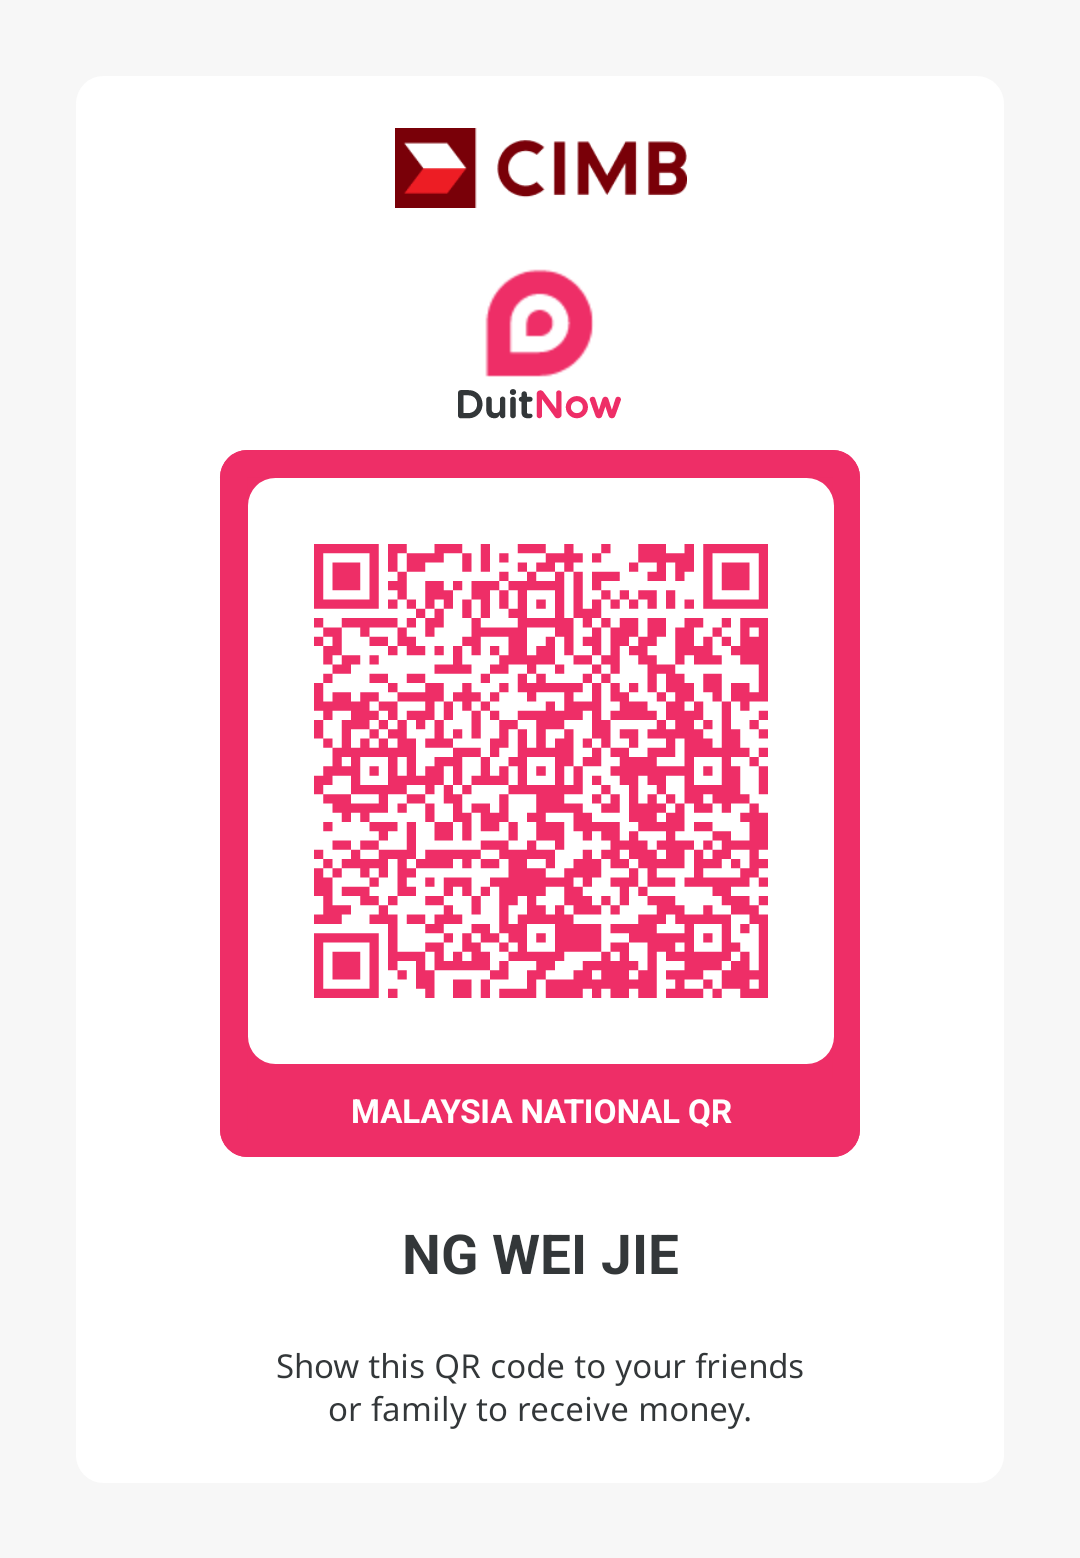 CIMB
DuitNow
MALAYSIA NATIONAL QR
NG WEI JIE
Show this QR code to your friends
or family to receive money.